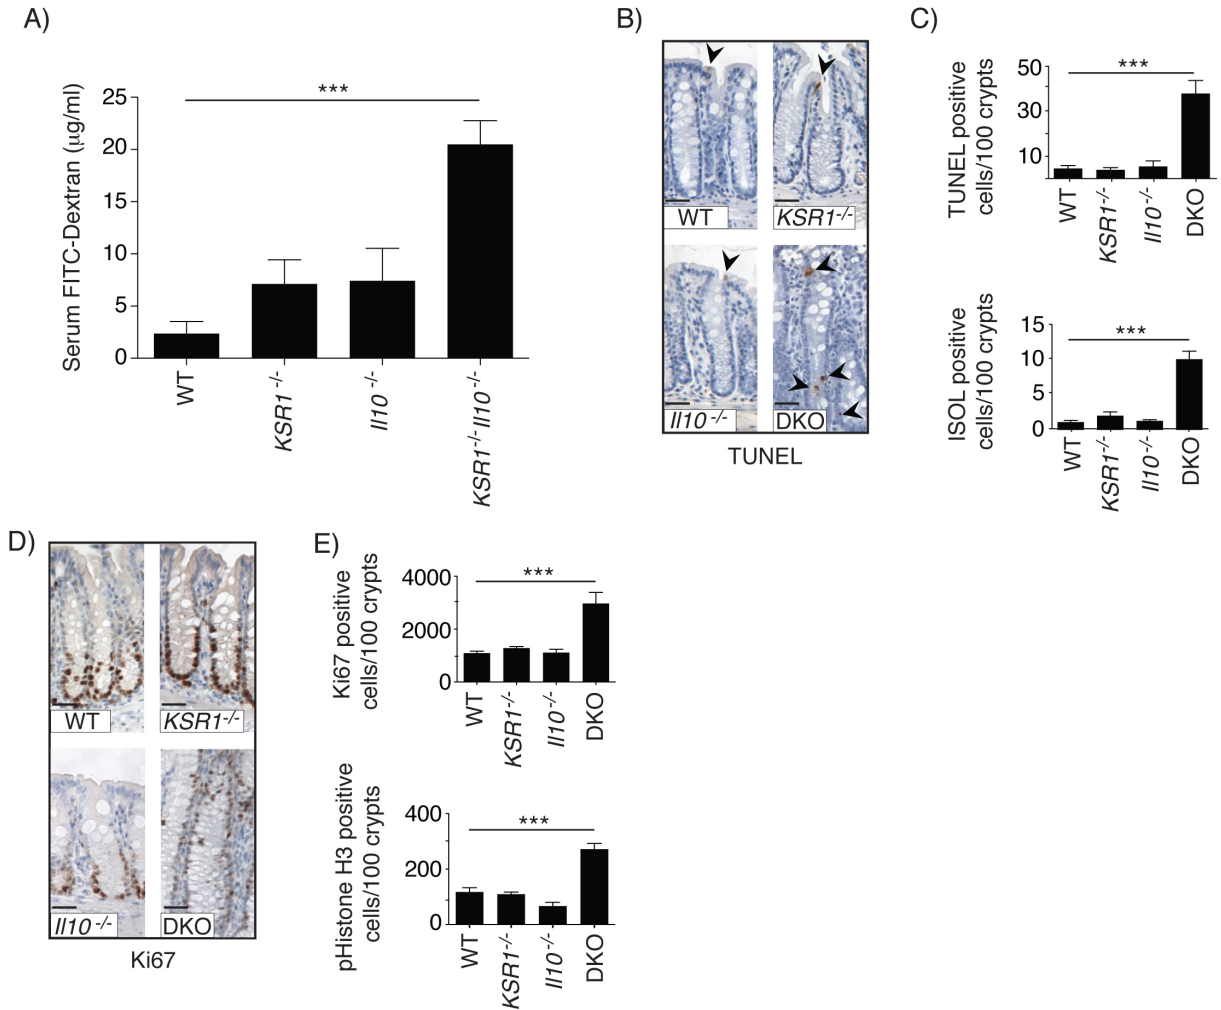 A)
Serum FITC-Dextran (µg/ml)
25
20
15
10
5
0
***
WT
KSR1-/-
Il10-/-
KSR1-/-Il10-/-
B)
WT
KSR1-/-
Il10-/-
DKO
TUNEL
C)
TUNEL positive
cells/100 crypts
50
30
10
***
WT
KSR1-/-
Il10-/-
DKO
ISOL positive
cells/100 crypts
15
10
5
0
***
WT
KSR1-/-
Il10-/-
DKO
D)
WT
KSR1-/-
Il10-/-
DKO
Ki67
E)
Ki67 positive
cells/100 crypts
4000
2000
0
***
WT
KSR1-/-
Il10-/-
DKO
pHistone H3 positive
cells/100 crypts
400
200
0
***
WT
KSR1-/-
Il10-/-
DKO